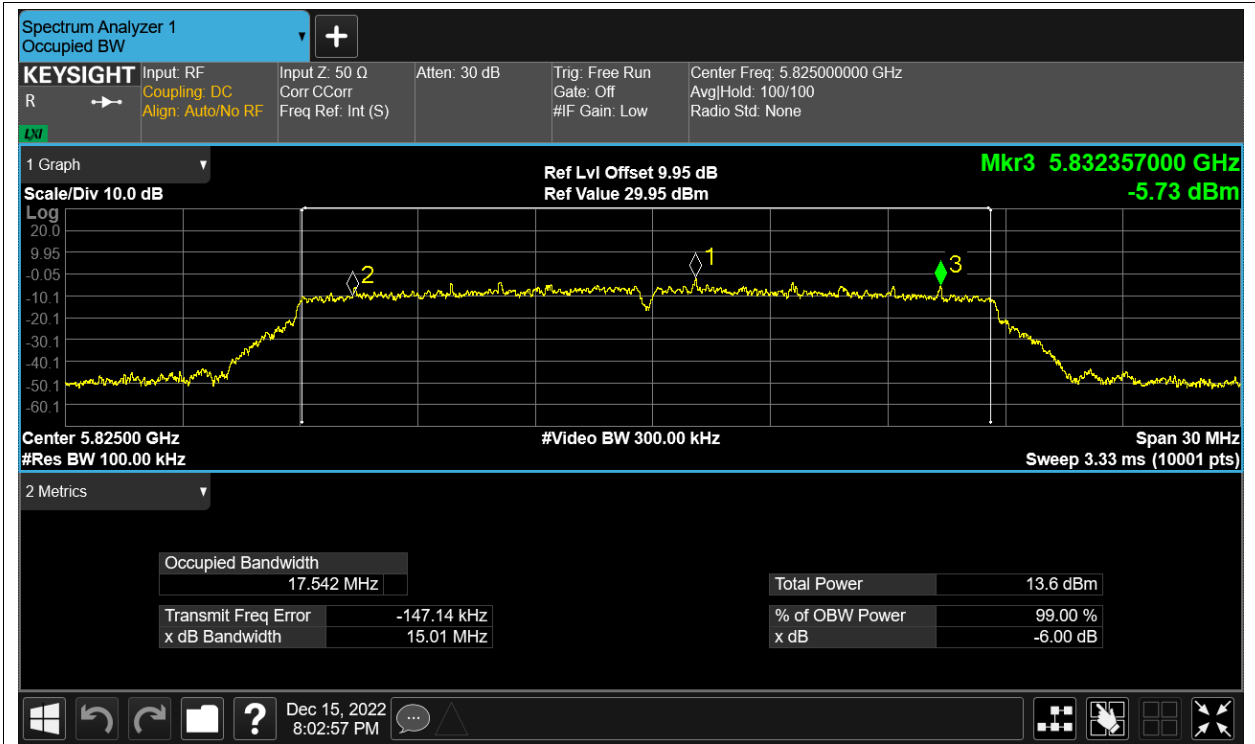 Spectrum Analyzer 1
Occupied BW
+
KEYSIGHT
R
LXI
Input: RF
Coupling: DC
Align: Auto/No RF
Input Z: 50 Ω
Corr CCorr
Freq Ref: Int (S)
Atten: 30 dB
Trig: Free Run
Gate: Off
#IF Gain: Low
Center Freq: 5.825000000 GHz
Avg|Hold: 100/100
Radio Std: None
1 Graph
Scale/Div 10.0 dB
Ref Lvl Offset 9.95 dB
Ref Value 29.95 dBm
Mkr3 5.832357000 GHz
-5.73 dBm
Log
20.0
9.95
-0.05
-10.1
-20.1
-30.1
-40.1
-50.1
-60.1
2
1
3
Center 5.82500 GHz
#Video BW 300.00 kHz
Span 30 MHz
#Res BW 100.00 kHz
Sweep 3.33 ms (10001 pts)
2 Metrics
Occupied Bandwidth
17.542 MHz
Transmit Freq Error -147.14 kHz
x dB Bandwidth 15.01 MHz
Total Power 13.6 dBm
% of OBW Power 99.00 %
x dB -6.00 dB
?
Dec 15, 2022
8:02:57 PM